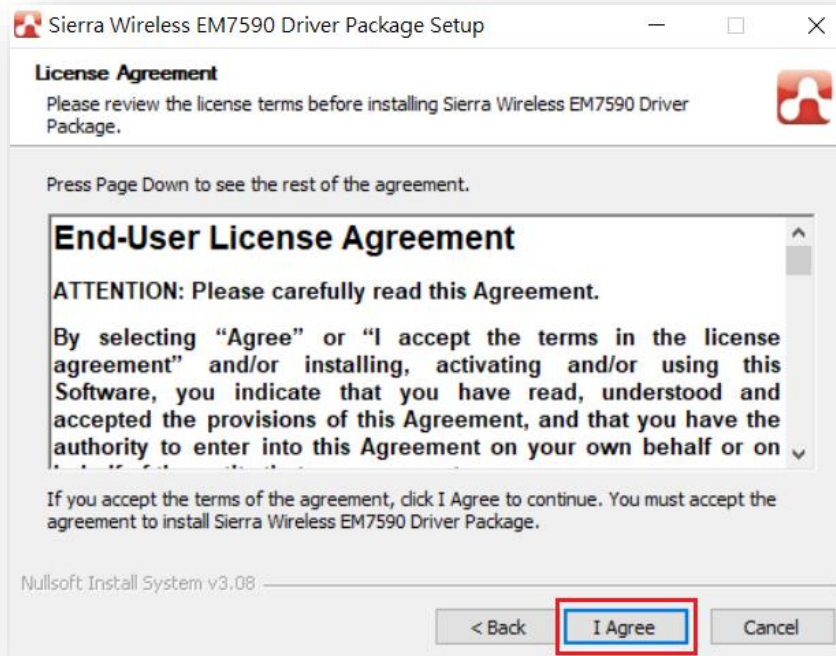 Sierra Wireless EM7590 Driver Package Setup
License Agreement
Please review the license terms before installing Sierra Wireless EM7590 Driver
Package.
Press Page Down to see the rest of the agreement.
End-User License Agreement
ATTENTION: Please carefully read this Agreement.
By selecting “Agree” or “I accept the terms in the license
agreement” and/or installing, activating and/or using this
Software, you indicate that you have read, understood and
accepted the provisions of this Agreement, and that you have the
authority to enter into this Agreement on your own behalf or on
If you accept the terms of the agreement, click I Agree to continue. You must accept the
agreement to install Sierra Wireless EM7590 Driver Package.
Nullsoft Install System v3.08
< Back I Agree Cancel